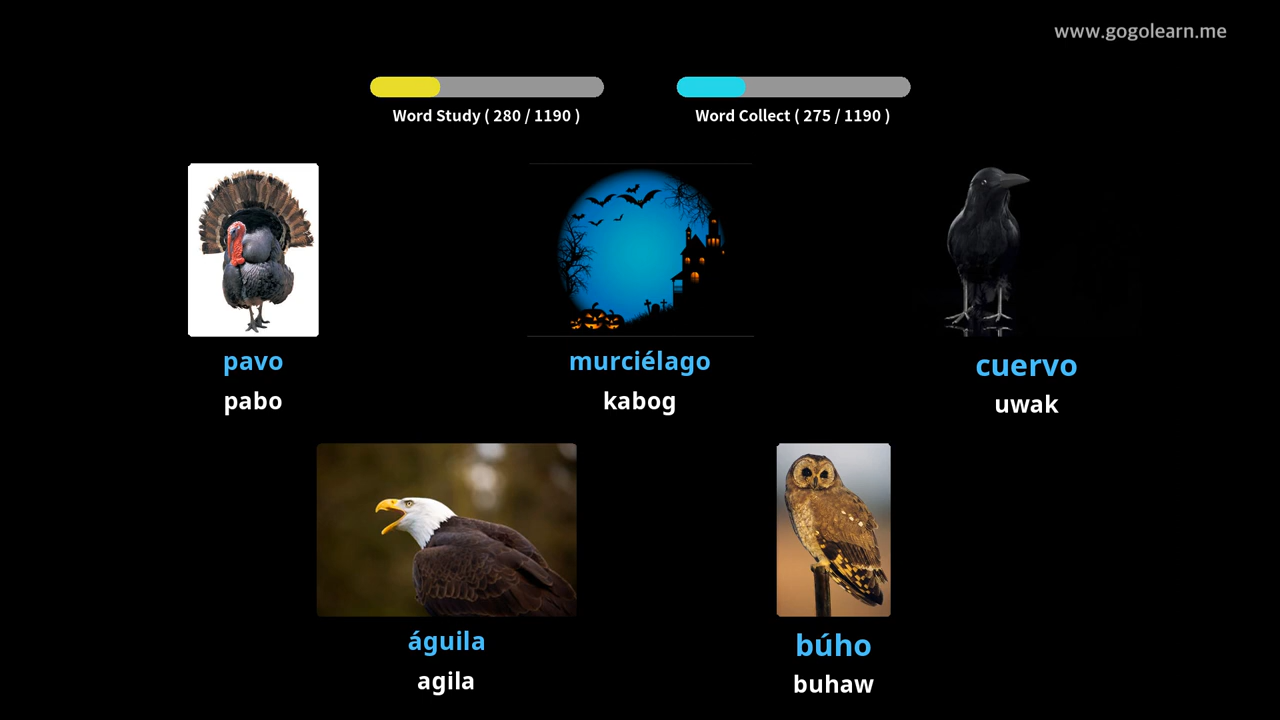 www.gogolearn.me
Word Study ( 280 / 1190 )
Word Collect ( 275 / 1190 )
pavo
pabo
murciélago
kabog
cuervo
uwak
águila
agila
búho
buhaw